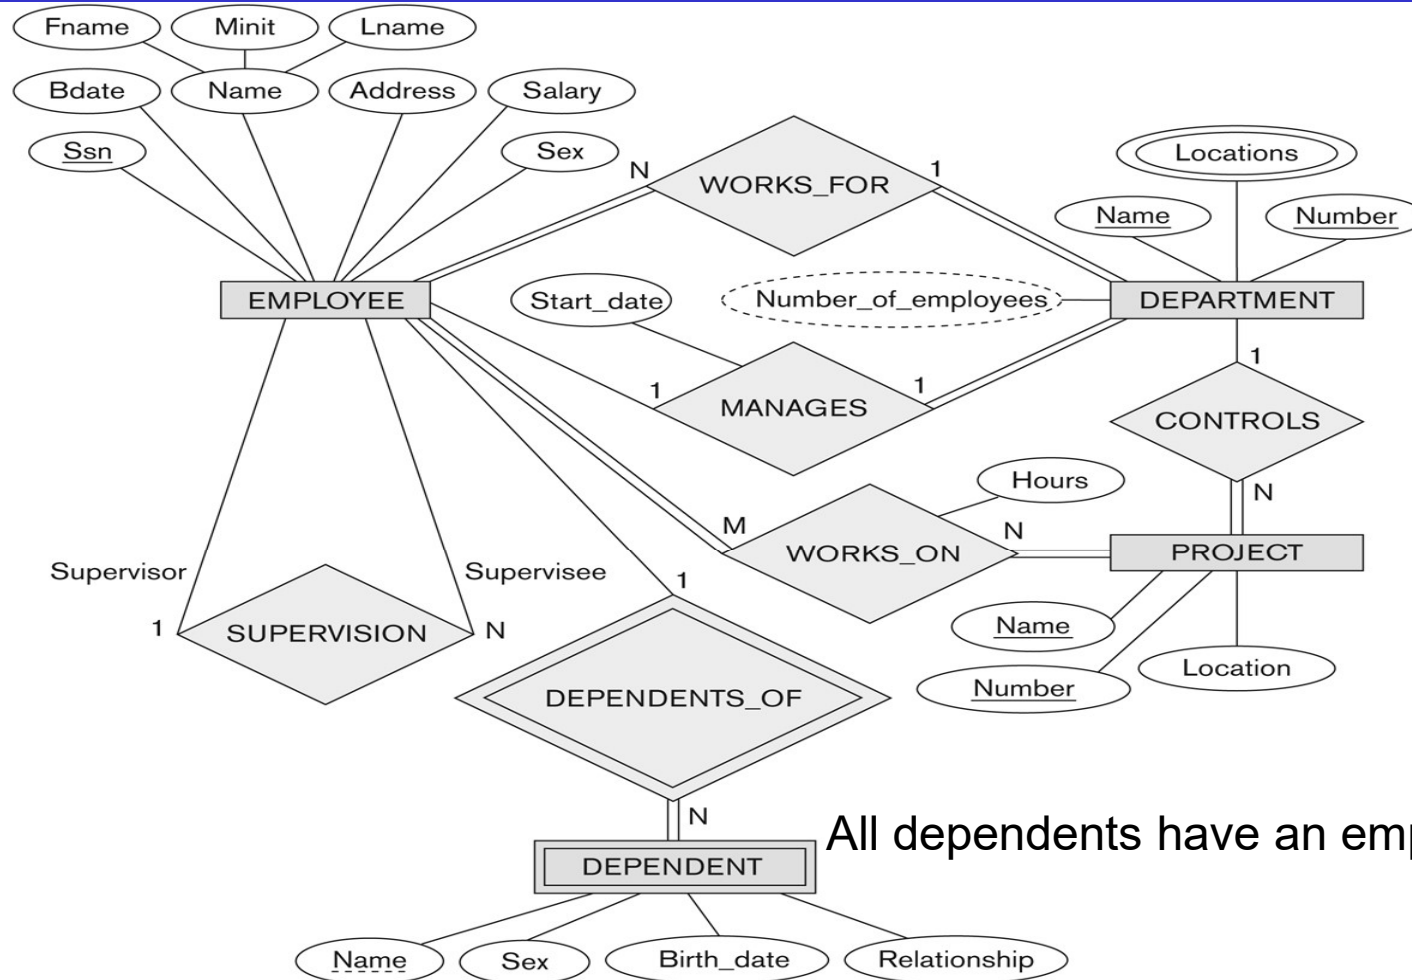 Fname
Minit
Lname
Bdate
Name
Address
Salary
Ssn
Sex
N
WORKS_FOR
1
Locations
Name
Number
EMPLOYEE
Start_date
Number_of_employees
DEPARTMENT
1
MANAGES
1
1
CONTROLS
N
Hours
M
WORKS_ON
N
PROJECT
Supervisor
Supervisee
1
SUPERVISION
N
1
Name
Number
Location
DEPENDENTS_OF
N
All dependents have an
DEPENDENT
Name
Sex
Birth_date
Relationship